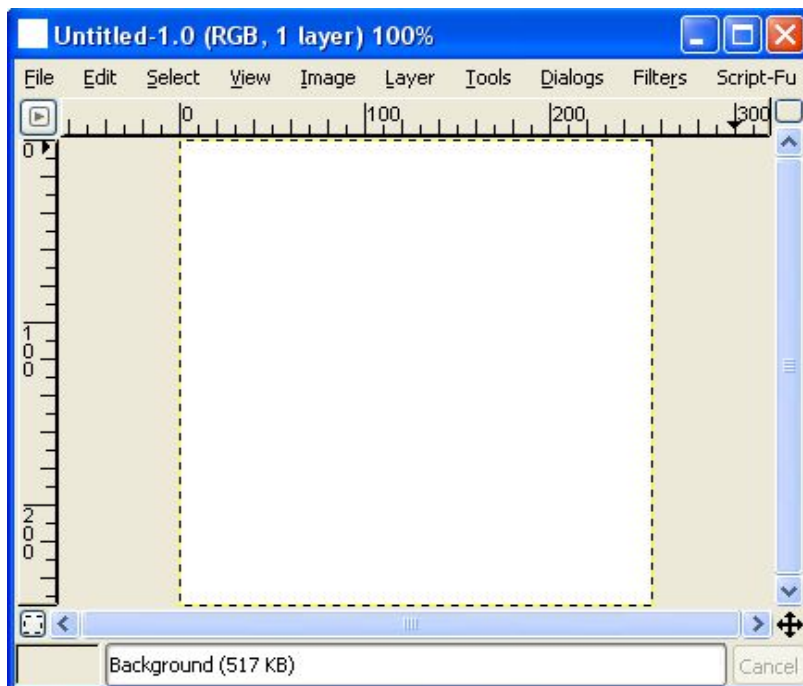 Untitled-1.0 (RGB, 1 layer) 100%
File Edit Select View Image Layer Tools Dialogs Filters Script-Fu
0 100 200 300
0
100
200
Background (517 KB) Cancel